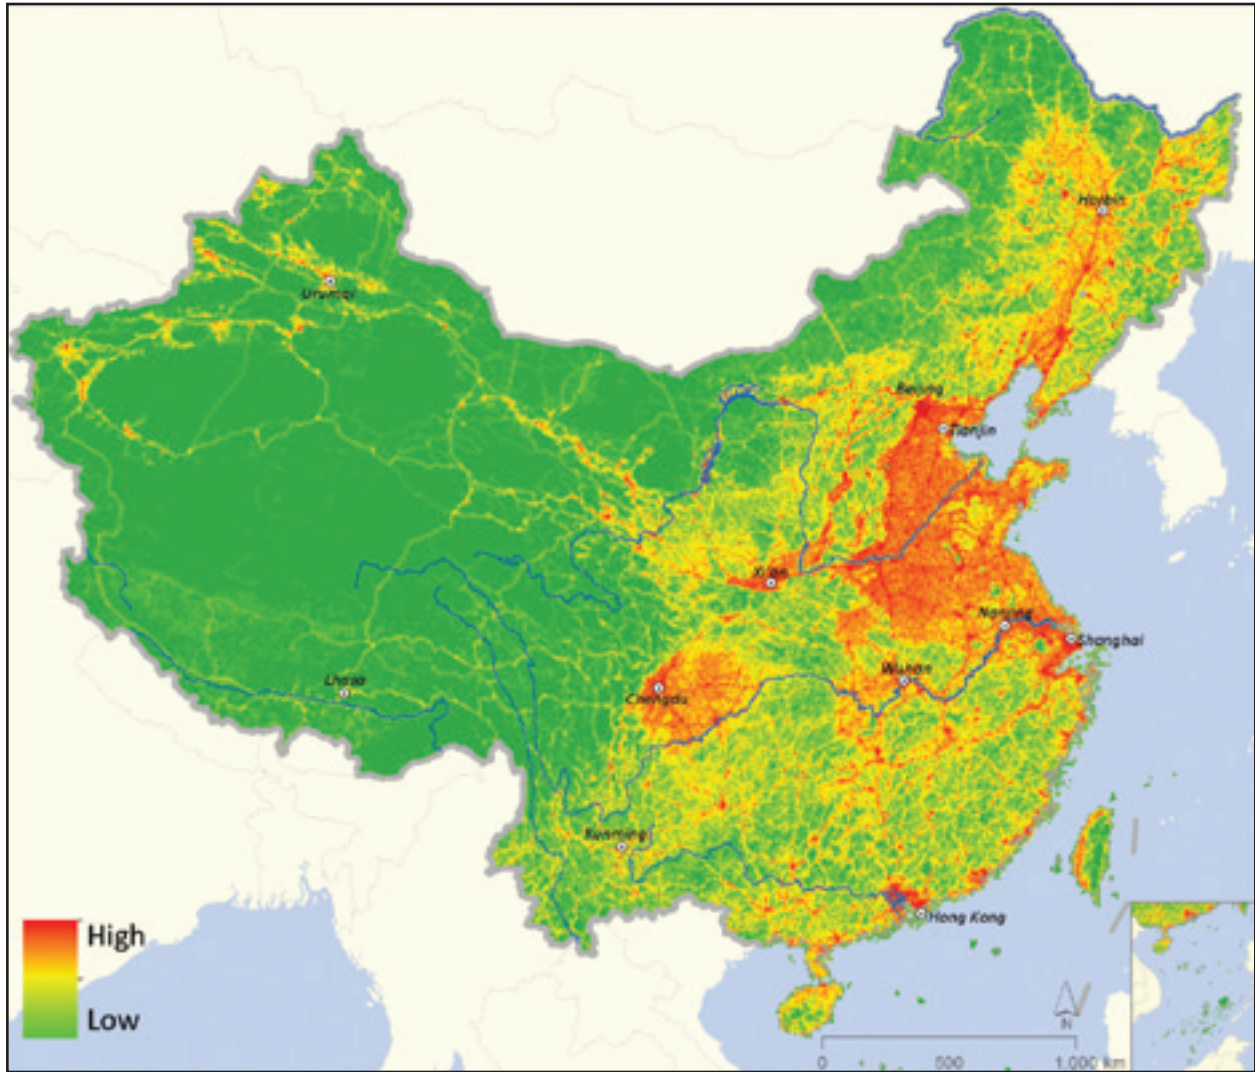 Harbin
Urumqi
Beijing
Tianjin
Xi'an
Nanjing
Shanghai
Lhasa
Chengdu
Wuhan
Kunming
Hong Kong
High
Low
N
0 500 1,000 km